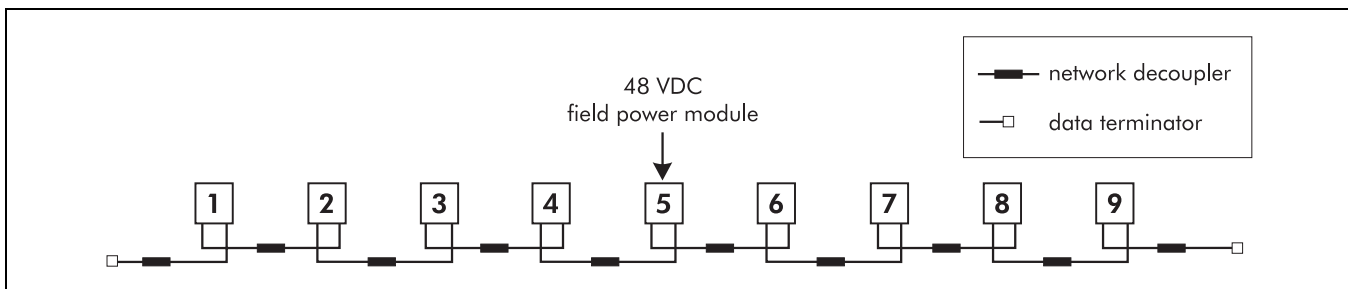 network decoupler
data terminator
48 VDC
field power module
1 2 3 4 5 6 7 8 9